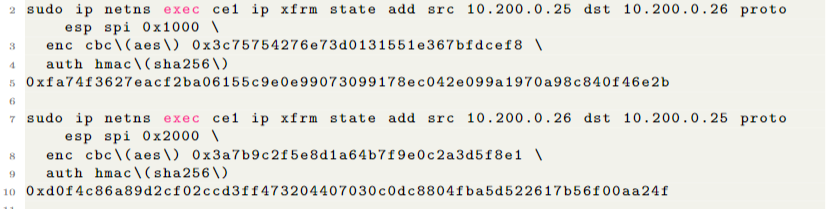 2 sudo ip netns exec ce1 ip xfrm state add src 10.200.0.25 dst 10.200.0.26 proto
esp spi 0x1000 \
3 enc cbc\(aes\) 0x3c75754276e73d0131551e367bfdcef8 \
4 auth hmac\(sha256\)
5 0xfa74f3627eacf2ba06155c9e0e99073099178ec042e099a1970a98c840f46e2b
6
7 sudo ip netns exec ce1 ip xfrm state add src 10.200.0.26 dst 10.200.0.25 proto
esp spi 0x2000 \
8 enc cbc\(aes\) 0x3a7b9c2f5e8d1a64b7f9e0c2a3d5f8e1 \
9 auth hmac\(sha256\)
10 0xd0f4c86a89d2cf02ccd3ff473204407030c0dc8804fba5d522617b56f00aa24f